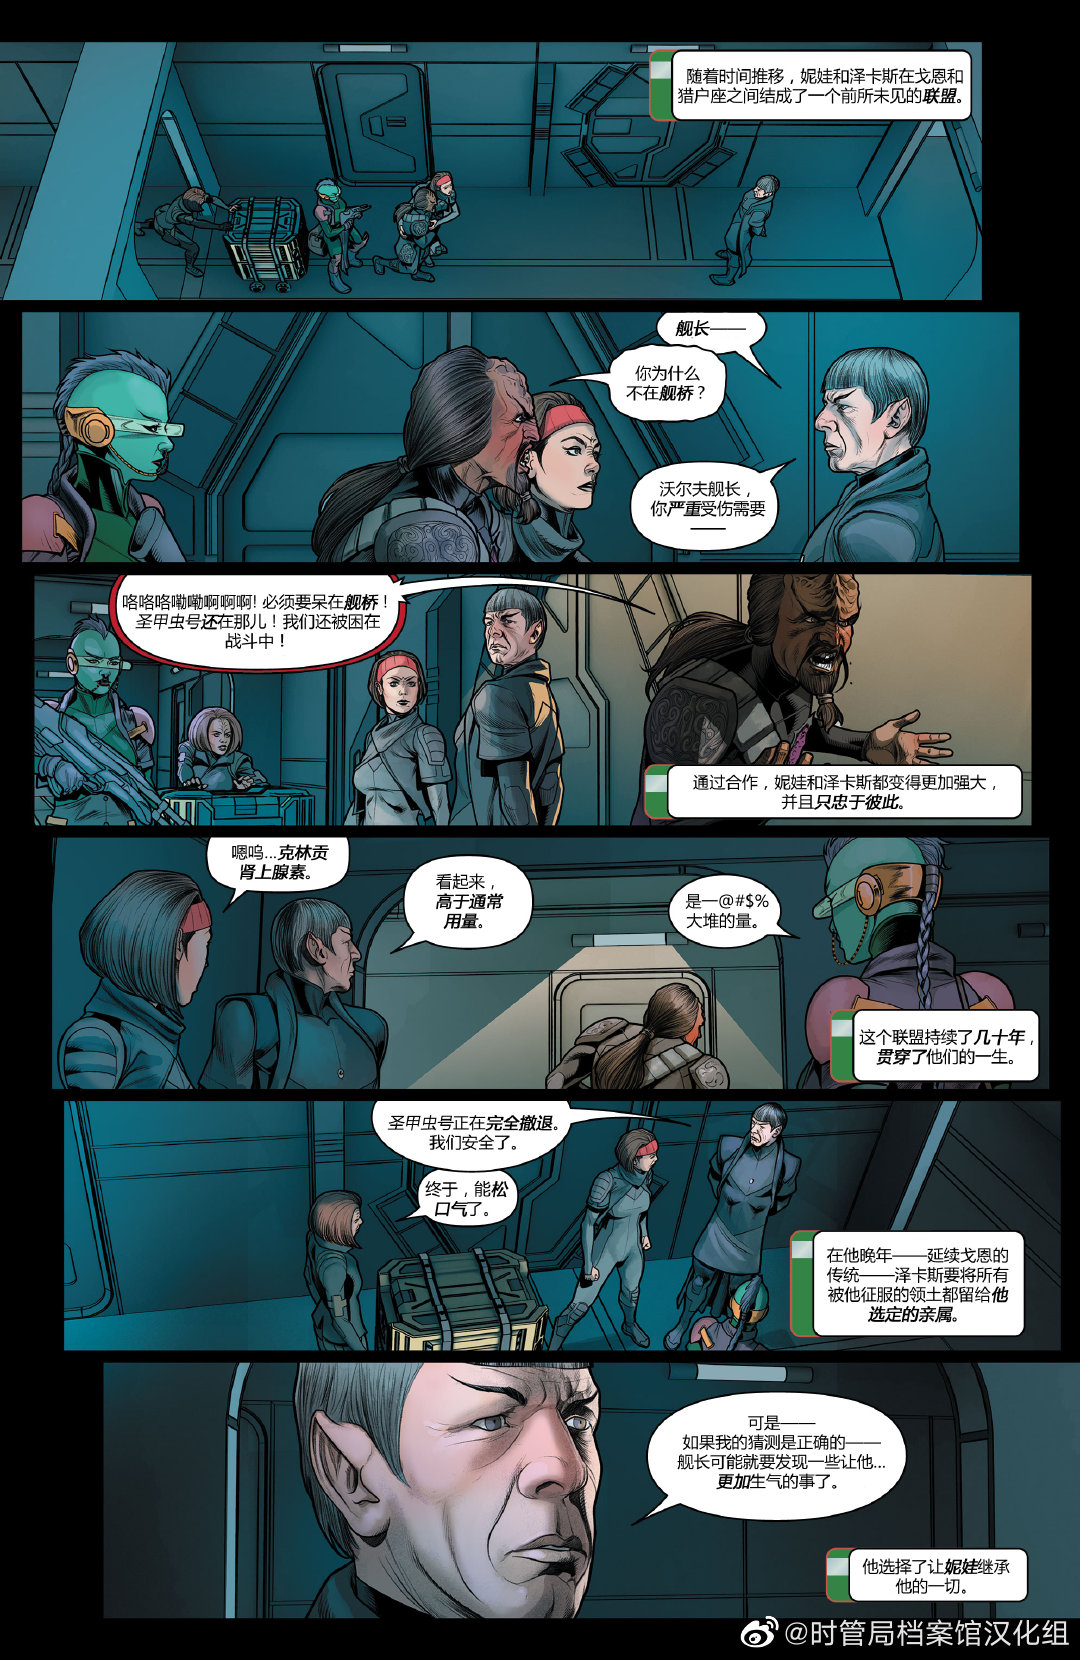 随着时间推移，妮娃和泽卡斯在戈恩和
猎户座之间结成了一个前所未见的联盟。
舰长——
你为什么
不在舰桥？
沃尔夫舰长，
你严重受伤需要
——
咯咯咯嘞嘞啊啊啊！必须要呆在舰桥！
圣甲虫号还在那儿！我们还被困在
战斗中！
通过合作，妮娃和泽卡斯都变得更加强大，
并且只忠于彼此。
嗯呜...克林贡
肾上腺素。
看起来，
高于通常
用量。
是一@#$%
大堆的量。
这个联盟持续了几十年，
贯穿了他们的一生。
圣甲虫号正在完全撤退。
我们安全了。
终于，能松
口气了。
在他晚年——延续戈恩的
传统——泽卡斯要将所有
被他征服的领土都留给他
选定的亲属。
可是——
如果我的猜测是正确的——
舰长可能就要发现一些让他...
更加生气的事了。
他选择了让妮娃继承
他的一切。
@时管局档案馆汉化组